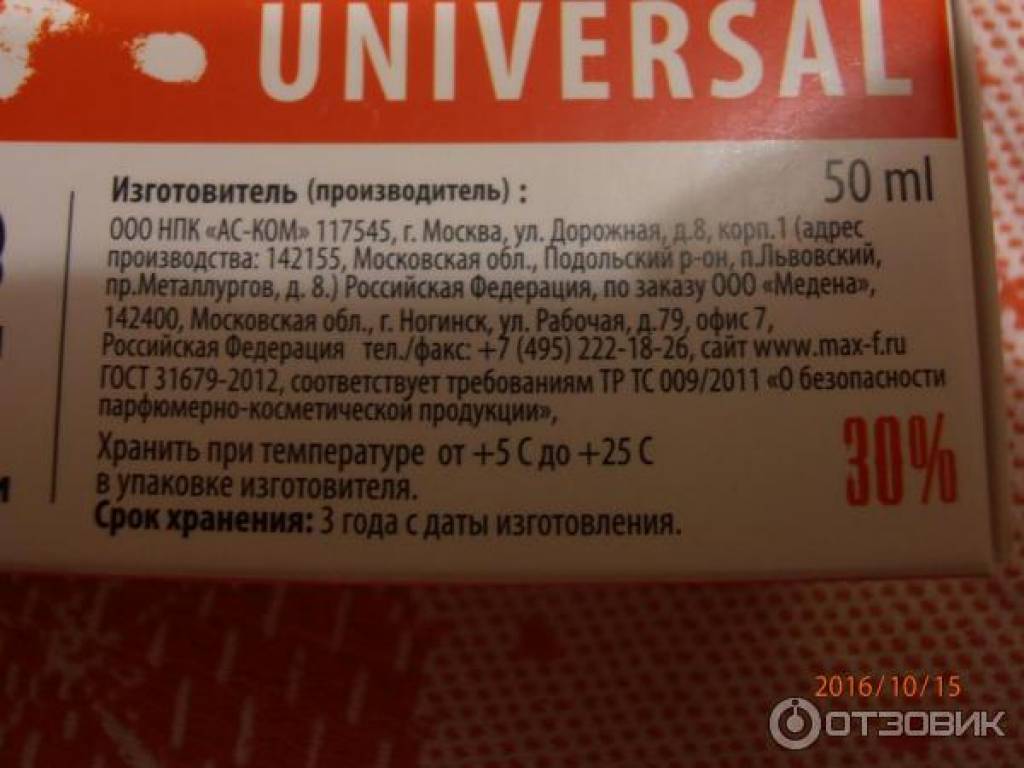 UNIVERSAL
50 ml
Изготовитель (производитель) :
ООО НПК «АС-КОМ» 117545, г. Москва, ул. Дорожная, д.8, корп.1 (адрес
производства: 142155, Московская обл., Подольский р-он, п.Львовский,
пр.Металлургов, д. 8.) Российская Федерация, по заказу ООО «Медена»,
142400, Московская обл., г. Ногинск, ул. Рабочая, д.79, офис 7,
Российская Федерация тел./факс: +7 (495) 222-18-26, сайт www.max-f.ru
ГОСТ 31679-2012, соответствует требованиям ТР ТС 009/2011 «О безопасности
парфюмерно-косметической продукции»,
Хранить при температуре от +5 С до +25 С
в упаковке изготовителя.
Срок хранения: 3 года с даты изготовления.
30%
2016/10/15
ОТЗОВИК